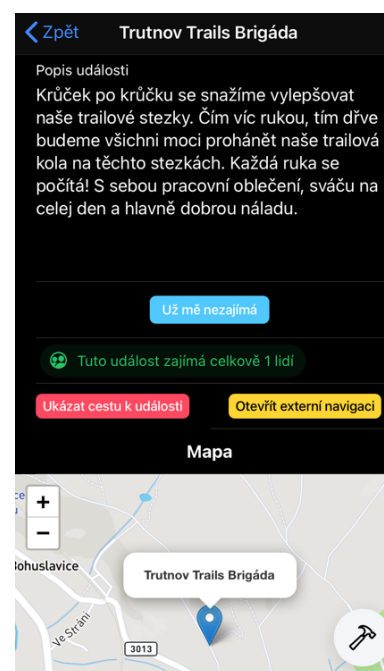 Zpět
Trutnov Trails Brigáda
Popis události
Krůček po krůčku se snažíme vylepšovat
naše trailové stezky. Čím víc rukou, tím dřve
budeme všichni moci prohánět naše trailová
kola na těchto stezkách. Každá ruka se
počítá! S sebou pracovní oblečení, sváču na
celej den a hlavně dobrou náladu.
Už mě nezajímá
Tuto událost zajímá celkově 1 lidí
Ukázat cestu k události
Otevřít externí navigaci
Mapa
+
−
Bohuslavice
Trutnov Trails Brigáda
Ve Stráni
3013